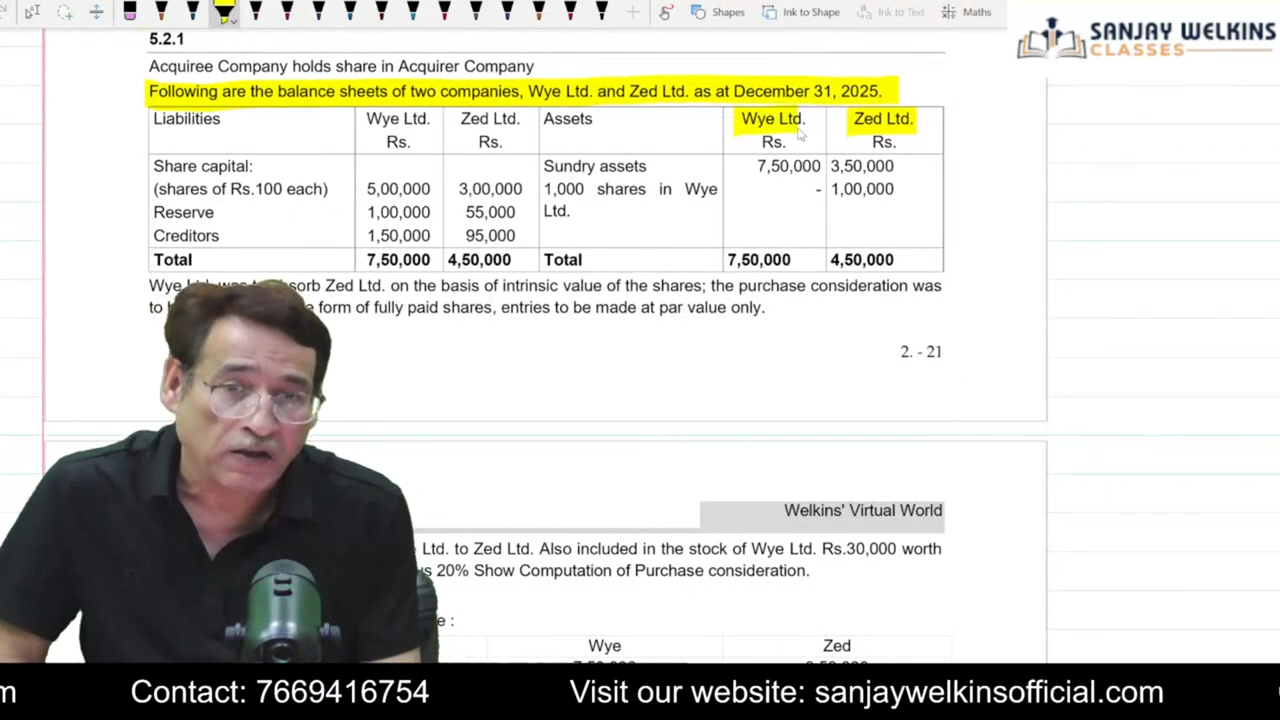 Shapes Ink to Shape Ink to Text Maths
SANJAY WELKINS
CLASSES
5.2.1
Acquiree Company holds share in Acquirer Company
Following are the balance sheets of two companies, Wye Ltd. and Zed Ltd. as at December 31, 2025.
Liabilities Wye Ltd. Zed Ltd. Assets Wye Ltd. Zed Ltd.
Rs. Rs. Rs. Rs.
Share capital: Sundry assets 7,50,000 3,50,000
(shares of Rs.100 each) 5,00,000 3,00,000 1,000 shares in Wye - 1,00,000
Reserve 1,00,000 55,000 Ltd.
Creditors 1,50,000 95,000
Total 7,50,000 4,50,000 Total 7,50,000 4,50,000
Zed Ltd. on the basis of intrinsic value of the shares; the purchase consideration was
form of fully paid shares, entries to be made at par value only.
2. - 21
Welkins' Virtual World
Ltd. to Zed Ltd. Also included in the stock of Wye Ltd. Rs.30,000 worth
20% Show Computation of Purchase consideration.
Wye Zed
Contact: 7669416754 Visit our website: sanjaywelkinsofficial.com